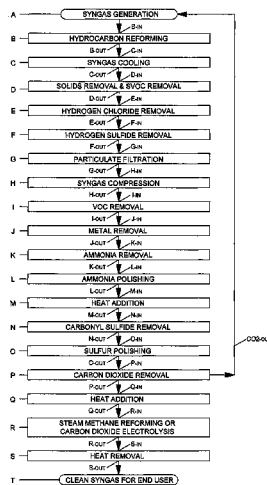 A
SYNGAS GENERATION
B-IN
B
HYDROCARBON REFORMING
B-OUT C-IN
C
SYNGAS COOLING
C-OUT D-IN
D
SOLIDS REMOVAL & SVOC REMOVAL
D-OUT E-IN
E
HYDROGEN CHLORIDE REMOVAL
E-OUT F-IN
F
HYDROGEN SULFIDE REMOVAL
F-OUT G-IN
G
PARTICULATE FILTRATION
G-OUT H-IN
H
SYNGAS COMPRESSION
H-OUT I-IN
I
VOC REMOVAL
I-OUT J-IN
J
METAL REMOVAL
J-OUT K-IN
K
AMMONIA REMOVAL
K-OUT L-IN
L
AMMONIA POLISHING
L-OUT M-IN
M
HEAT ADDITION
M-OUT N-IN
N
CARBONYL SULFIDE REMOVAL
N-OUT O-IN
O
SULFUR POLISHING
O-OUT P-IN
P
CARBON DIOXIDE REMOVAL
CO2-OU
P-OUT Q-IN
Q
HEAT ADDITION
Q-OUT R-IN
R
STEAM METHANE REFORMING OR
CARBON DIOXIDE ELECTROLYSIS
R-OUT S-IN
S
HEAT REMOVAL
S-OUT
T
CLEAN SYNGAS FOR END USER